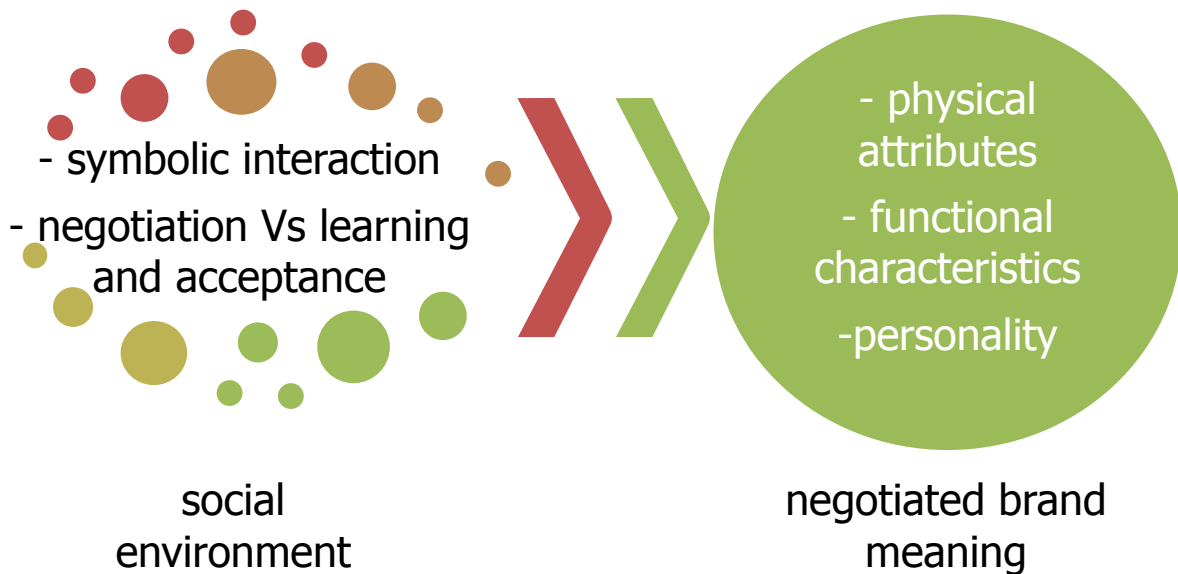 - symbolic interaction
- negotiation Vs learning
and acceptance
social
environment
- physical
attributes
- functional
characteristics
-personality
negotiated brand
meaning